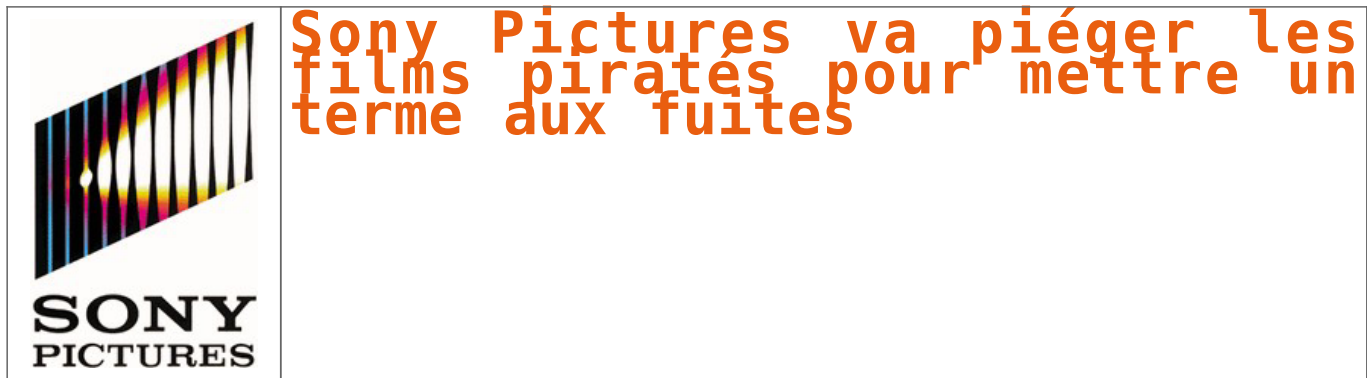 Sony Pictures va piéger les
films piratés pour mettre un
terme aux fuites
SONY
PICTURES